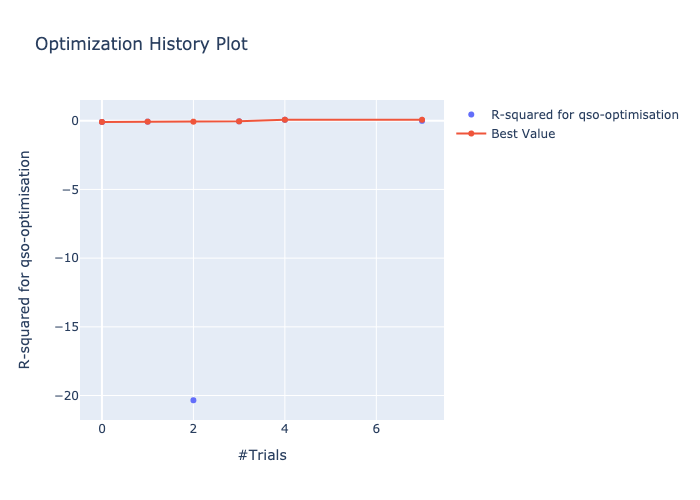 Optimization History Plot
R-squared for qso-optimisation
Best Value
R-squared for qso-optimisation
0
−5
−10
−15
−20
0
2
4
6
#Trials